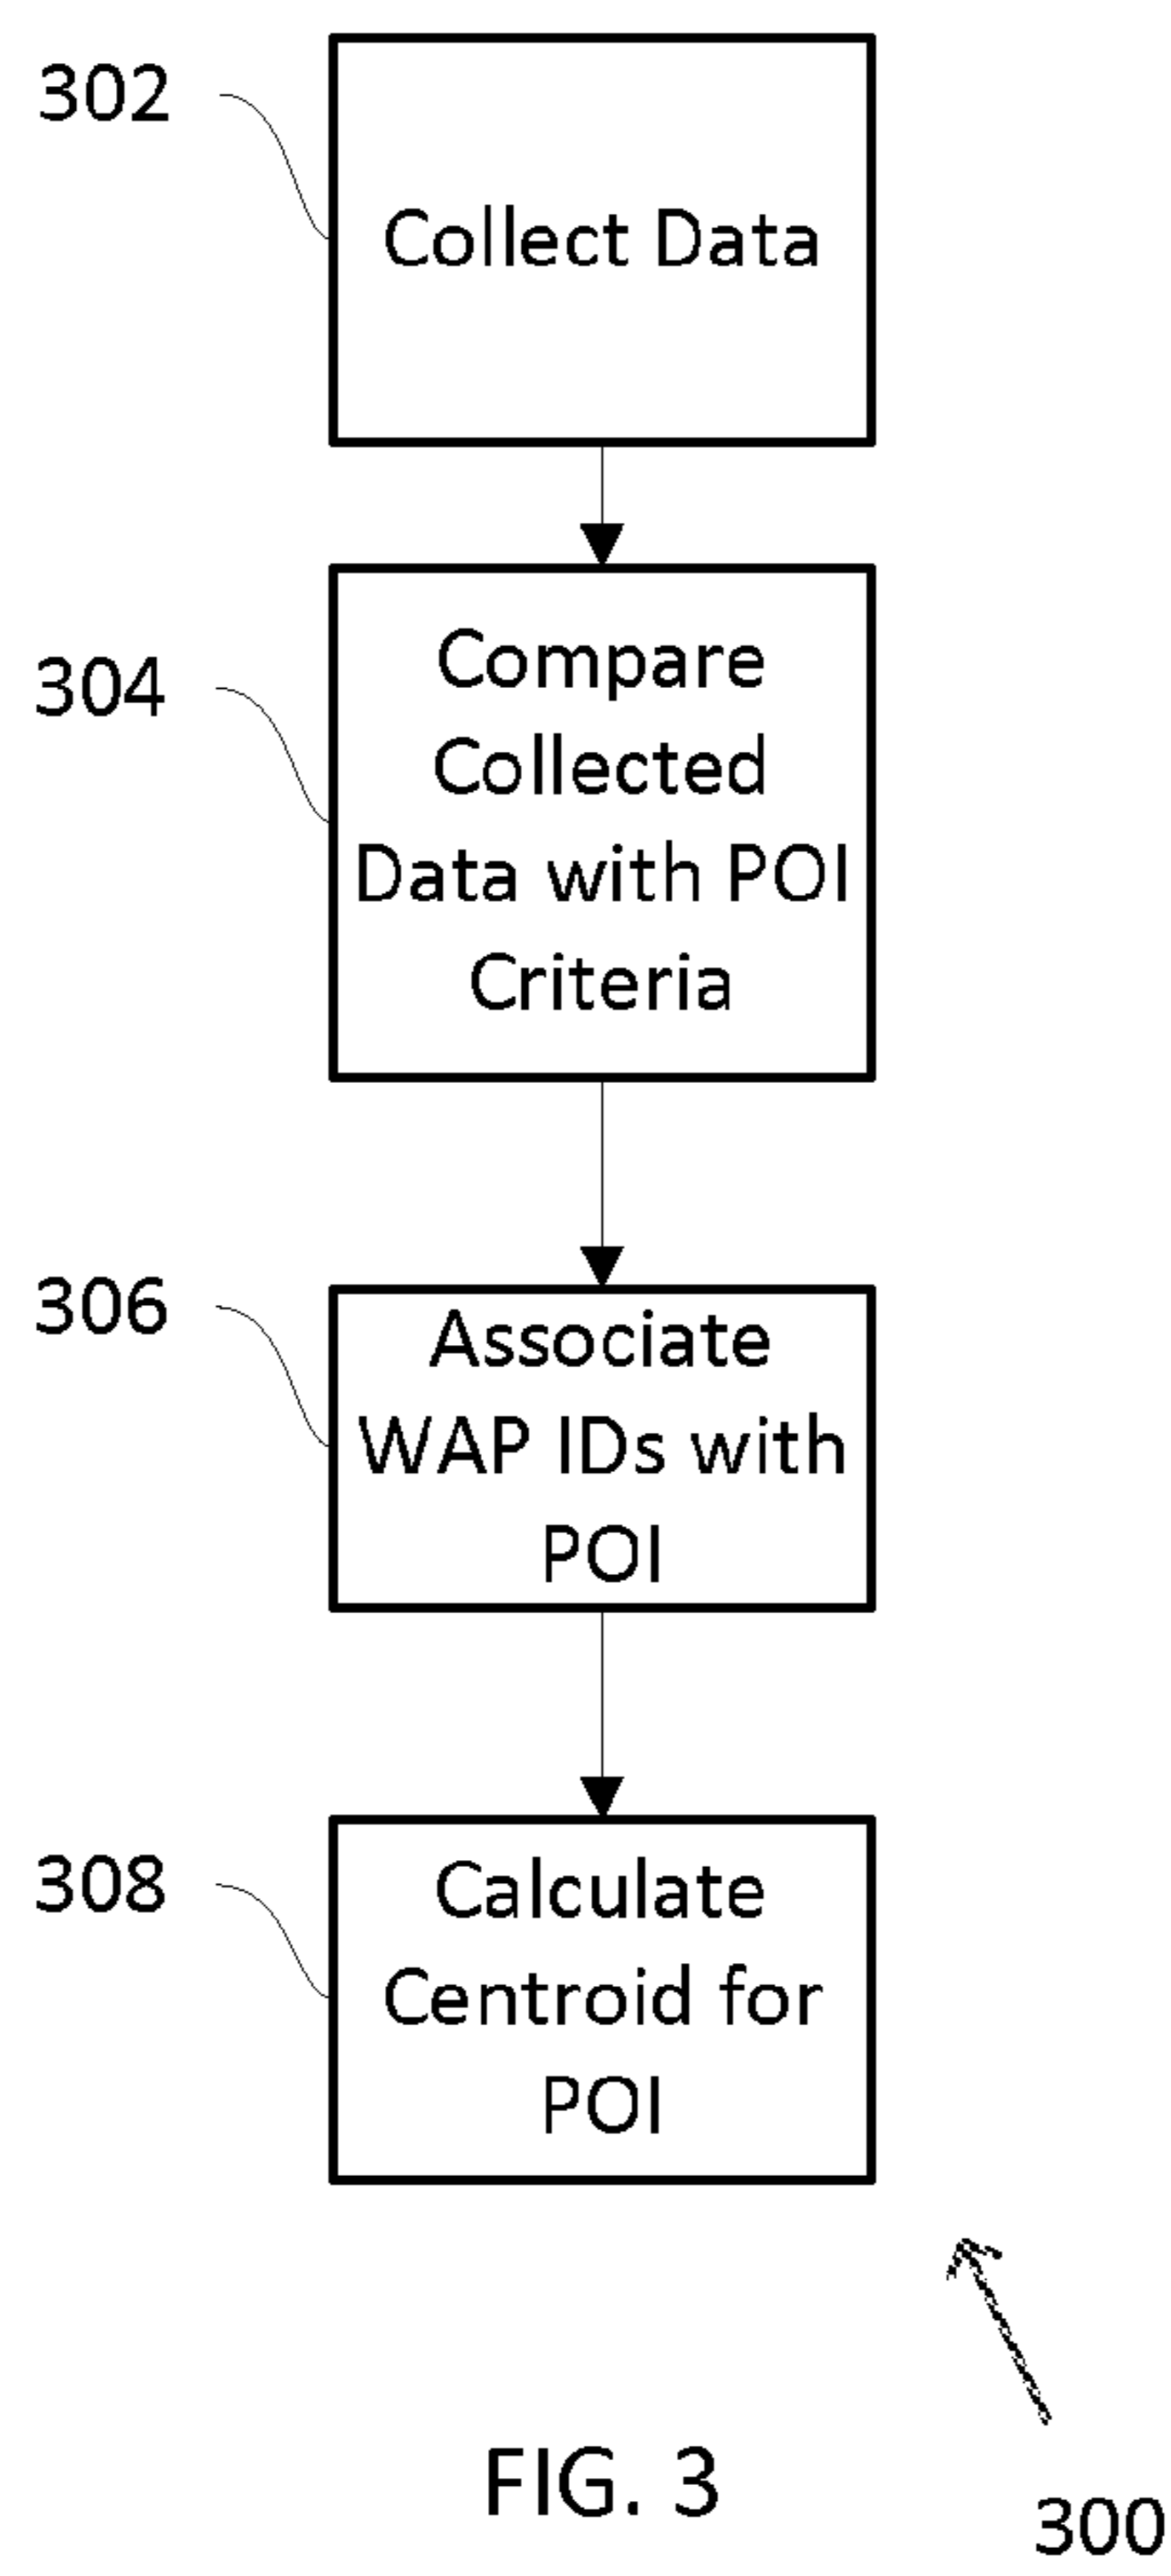 302
Collect Data
304
Compare
Collected
Data with POI
Criteria
306
Associate
WAP IDs with
POI
308
Calculate
Centroid for
POI
FIG. 3
300